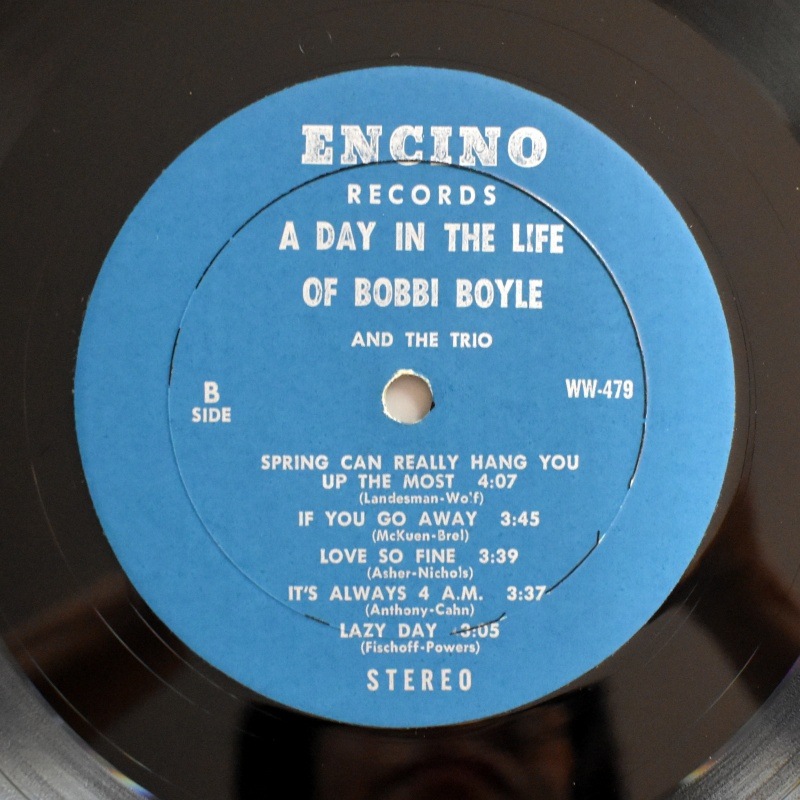 ENCINO
RECORDS
A DAY IN THE LIFE
OF BOBBI BOYLE
AND THE TRIO
B
SIDE
WW-479
SPRING CAN REALLY HANG YOU
UP THE MOST 4:07
(Landesman-Wolf)
IF YOU GO AWAY 3:45
(McKuen-Brel)
LOVE SO FINE 3:39
(Asher-Nichols)
IT'S ALWAYS 4 A.M. 3:37
(Anthony-Cahn)
LAZY DAY 3:05
(Fischoff-Powers)
STEREO